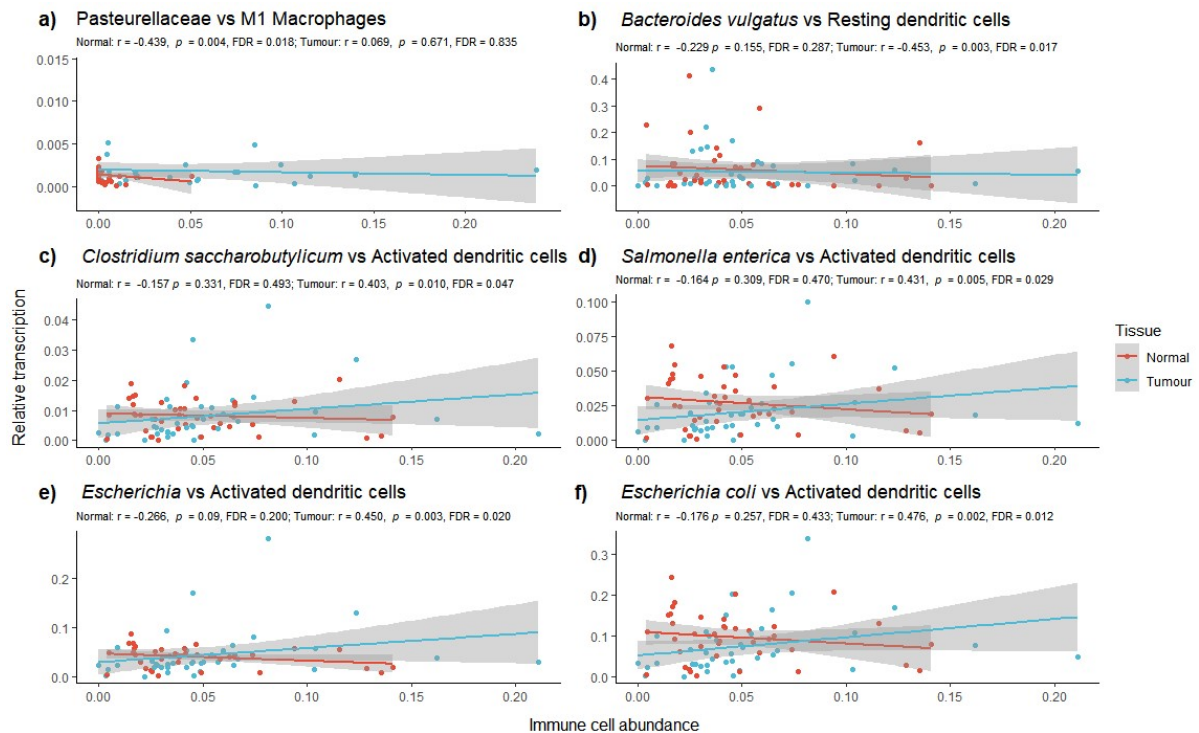 a) Pasteurellaceae vs M1 Macrophages
Normal: r = -0.439, p = 0.004, FDR = 0.018; Tumour: r = 0.069, p = 0.671, FDR = 0.835
0.015
0.010
0.005
0.000
0.00 0.05 0.10 0.15 0.20
b) Bacteroides vulgatus vs Resting dendritic cells
Normal: r = -0.229 p = 0.155, FDR = 0.287; Tumour: r = -0.453, p = 0.003, FDR = 0.017
0.4
0.3
0.2
0.1
0.0
0.00 0.05 0.10 0.15 0.20
c) Clostridium saccharobutylicum vs Activated dendritic cells
Normal: r = -0.157 p = 0.331, FDR = 0.493; Tumour: r = 0.403, p = 0.010, FDR = 0.047
0.04
0.03
0.02
0.01
0.00
0.00 0.05 0.10 0.15 0.20
d) Salmonella enterica vs Activated dendritic cells
Normal: r = -0.164 p = 0.309, FDR = 0.470; Tumour: r = 0.431, p = 0.005, FDR = 0.029
0.100
0.075
0.050
0.025
0.000
0.00 0.05 0.10 0.15 0.20
e) Escherichia vs Activated dendritic cells
Normal: r = -0.266, p = 0.09, FDR = 0.200; Tumour: r = 0.450, p = 0.003, FDR = 0.020
0.2
0.1
0.0
0.00 0.05 0.10 0.15 0.20
f) Escherichia coli vs Activated dendritic cells
Normal: r = -0.176 p = 0.257, FDR = 0.433; Tumour: r = 0.476, p = 0.002, FDR = 0.012
0.3
0.2
0.1
0.0
0.00 0.05 0.10 0.15 0.20
Relative transcription
Immune cell abundance
Tissue
Normal
Tumour